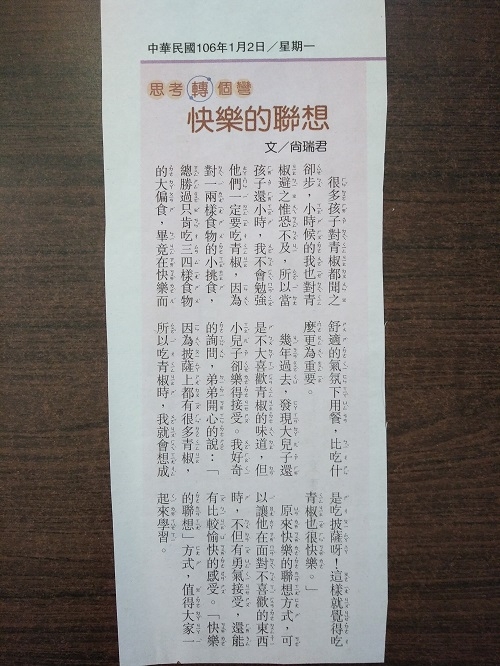 中華民國106年1月2日／星期一
思考轉個彎
快樂的聯想
文／尚瑞君
很多孩子對青椒都聞之
卻步，小時候的我也對青
椒避之惟恐不及，所以當
孩子還小時，我不會勉強
他們一定要吃青椒，因為
對一兩樣食物的小挑食，
總勝過只肯吃三四樣食物
的大偏食，畢竟在快樂而
舒適的氣氛下用餐，比吃什
麼更為重要。
幾年過去，發現大兒子還
是不大喜歡青椒的味道，但
小兒子卻樂得接受。我好奇
的詢問，弟弟開心的說：「
因為披薩上都有很多青椒，
所以吃青椒時，我就會想成
是吃披薩呀！這樣就覺得吃
青椒也很快樂。」
原來快樂的聯想方式，可
以讓他在面對不喜歡的東西
時，不但有勇氣接受，還能
有比較愉快的感受。「快樂
的聯想」方式，值得大家一
起來學習。